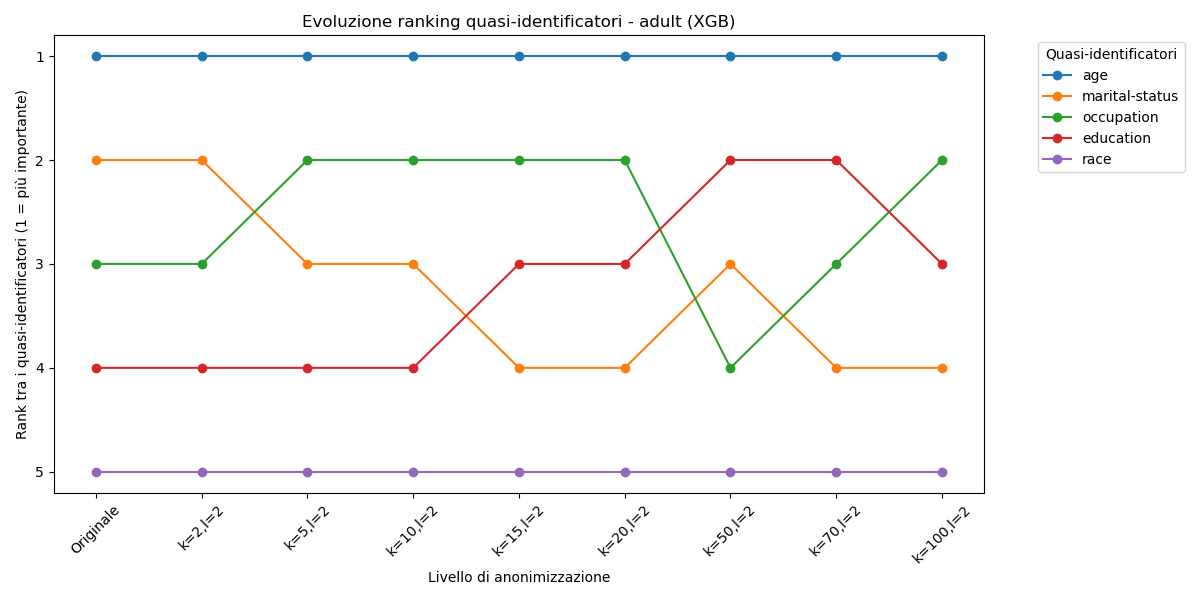 Evoluzione ranking quasi-identificatori - adult (XGB)
Rank tra i quasi-identificatori (1 = più importante)
1
2
3
4
5
Originale
k=2,l=2
k=5,l=2
k=10,l=2
k=15,l=2
k=20,l=2
k=50,l=2
k=70,l=2
k=100,l=2
Livello di anonimizzazione
Quasi-identificatori
age
marital-status
occupation
education
race